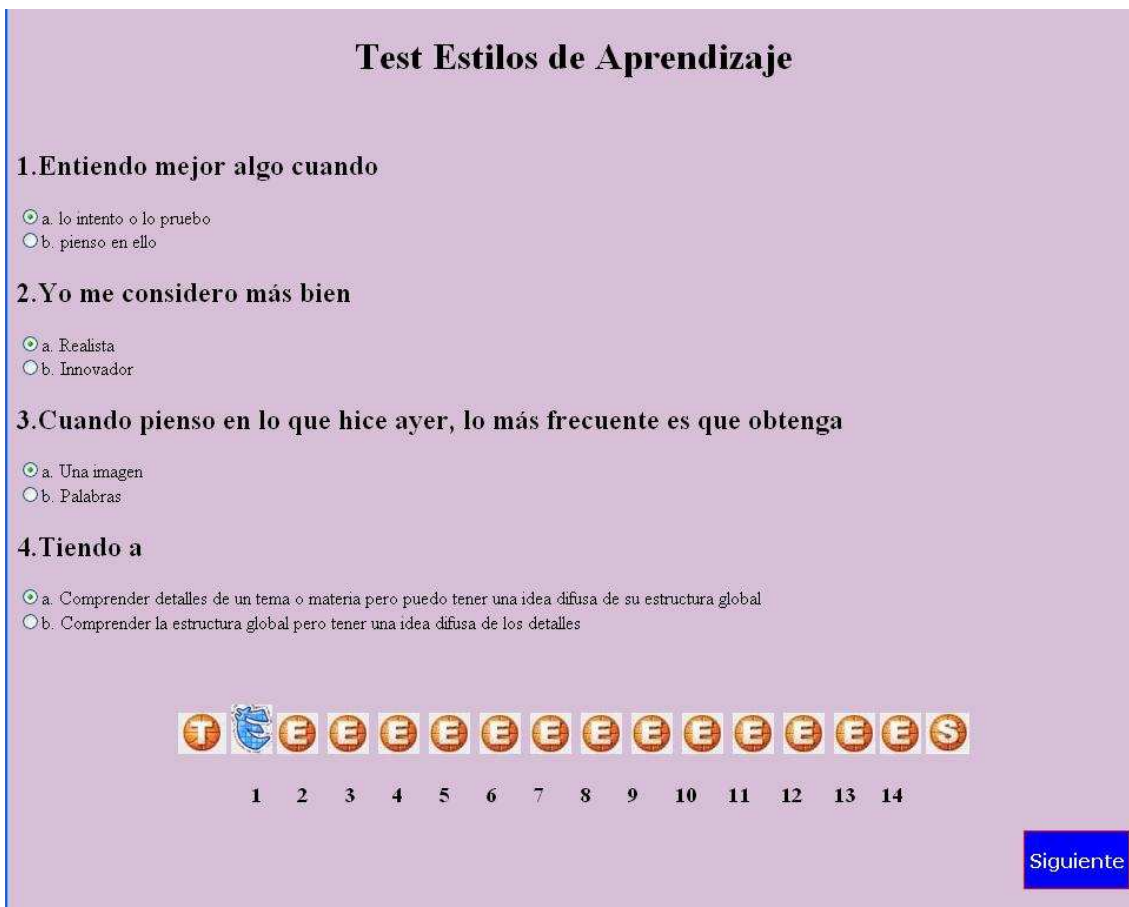 Test Estilos de Aprendizaje
1.Entiendo mejor algo cuando
a. lo intento o lo pruebo
b. pienso en ello
2.Yo me considero más bien
a. Realista
b. Innovador
3.Cuando pienso en lo que hice ayer, lo más frecuente es que obtenga
a. Una imagen
b. Palabras
4.Tiendo a
a. Comprender detalles de un tema o materia pero puedo tener una idea difusa de su estructura global
b. Comprender la estructura global pero tener una idea difusa de los detalles
T E E E E E E E E E E E E E E S
1 2 3 4 5 6 7 8 9 10 11 12 13 14
Siguiente